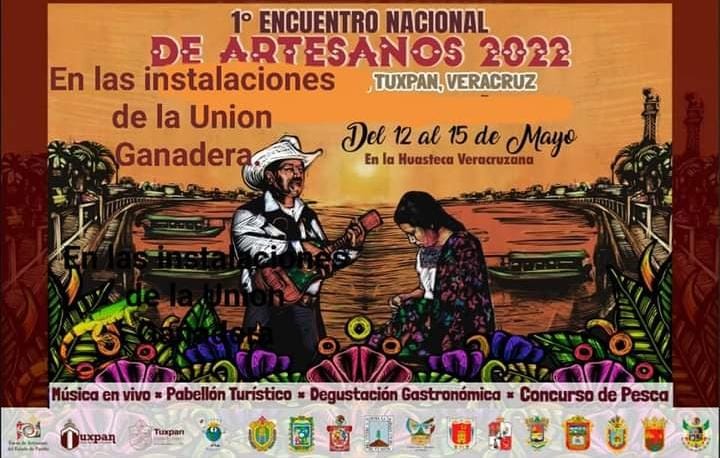 1º ENCUENTRO NACIONAL
DE ARTESANOS 2022
, TUXPAN, VERACRUZ
En las instalaciones
de la Union
Ganadera.
Del 12 al 15 de Mayo
En la Huasteca Veracruzana
En las instalaciones
de la Union
Ganadera
Música en vivo × Pabellón Turístico × Degustación Gastronómica × Concurso de Pesca
Tuxpan
Tuxpan